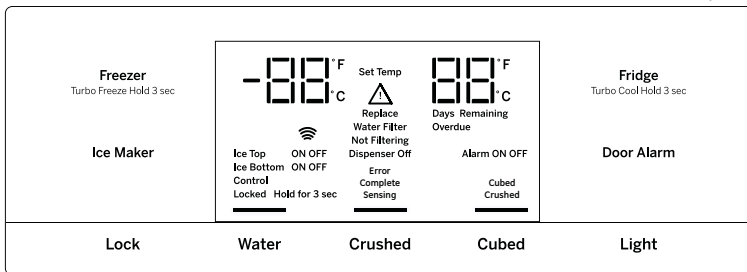 Freezer
Turbo Freeze Hold 3 sec
Ice Maker
-88 °F °C
Set Temp
88 °F °C
Replace
Water Filter
Not Filtering
Dispenser Off
Days Remaining
Overdue
Ice Top ON OFF
Ice Bottom ON OFF
Control
Locked Hold for 3 sec
Error
Complete
Sensing
Alarm ON OFF
Cubed
Crushed
Fridge
Turbo Cool Hold 3 sec
Door Alarm
Lock Water Crushed Cubed Light